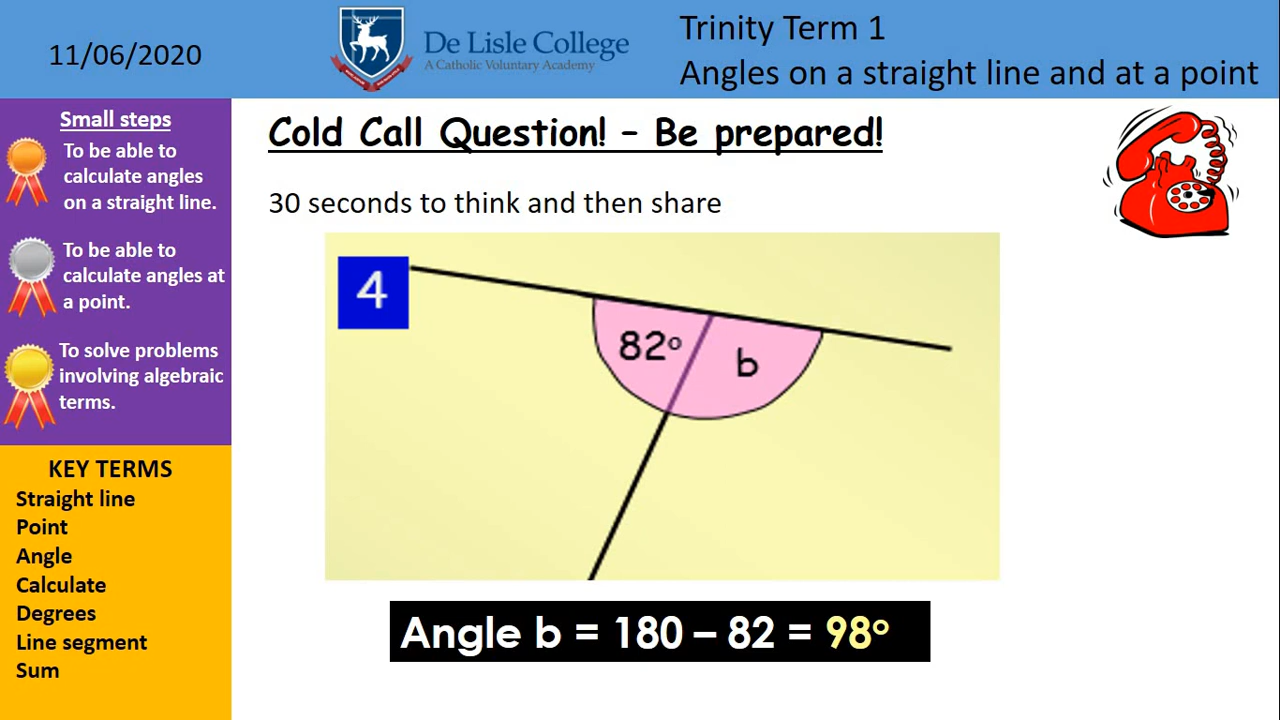 11/06/2020
De Lisle College
A Catholic Voluntary Academy
Trinity Term 1
Angles on a straight line and at a point
Small steps
To be able to
calculate angles
on a straight line.
To be able to
calculate angles at
a point.
To solve problems
involving algebraic
terms.
KEY TERMS
Straight line
Point
Angle
Calculate
Degrees
Line segment
Sum
Cold Call Question! – Be prepared!
30 seconds to think and then share
4
82° b
Angle b = 180 – 82 = 98°